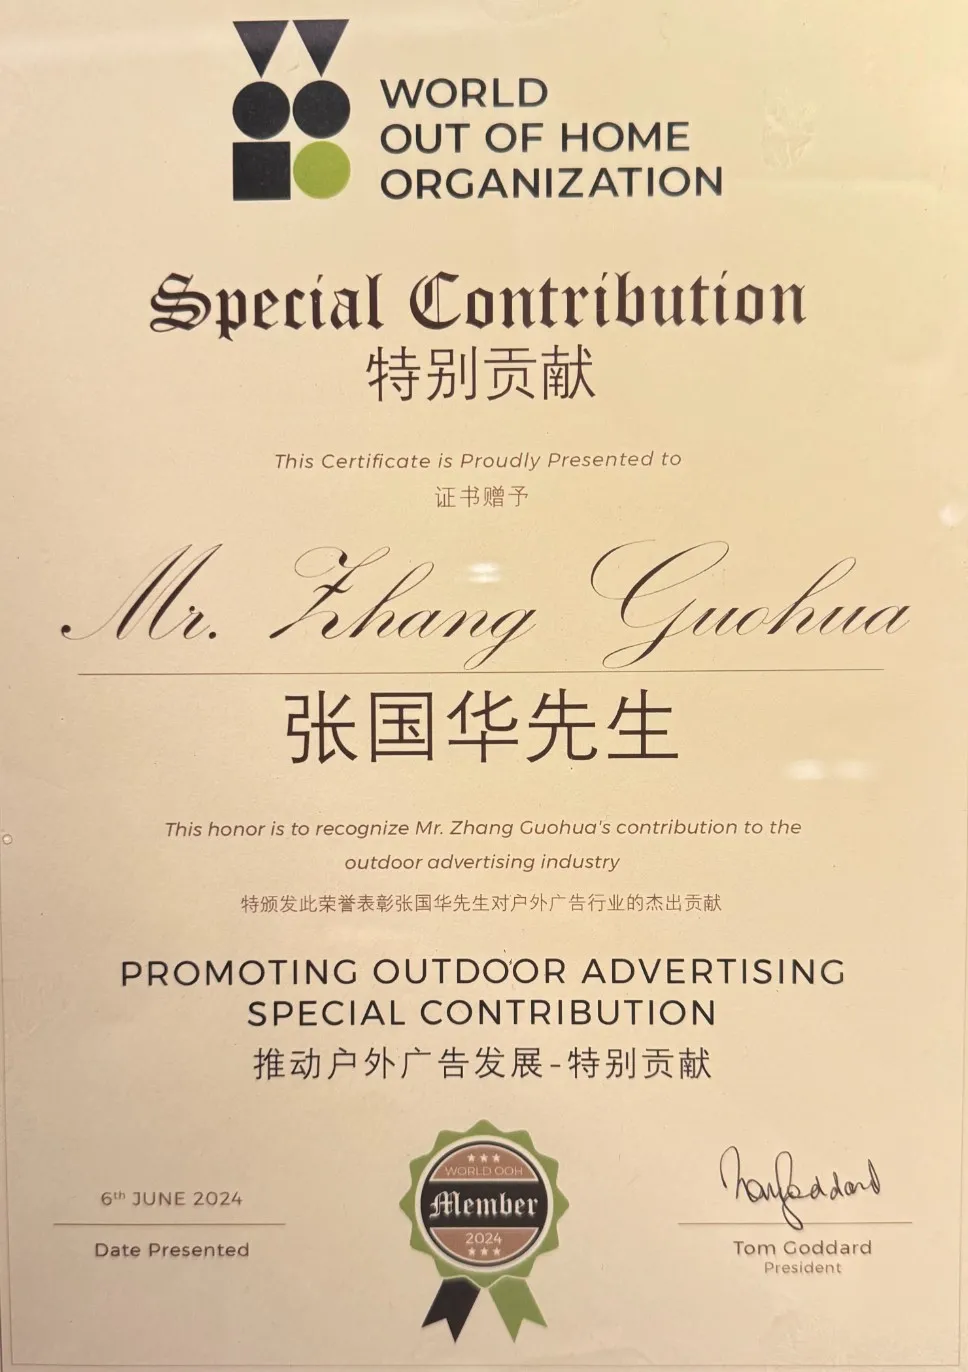 WORLD
OUT OF HOME
ORGANIZATION
Special Contribution
特别贡献
This Certificate is Proudly Presented to
证书赠予
Mr. Zhang Guohua
张国华先生
This honor is to recognize Mr. Zhang Guohua's contribution to the
outdoor advertising industry
特颁发此荣誉表彰张国华先生对户外广告行业的杰出贡献
PROMOTING OUTDOOR ADVERTISING
SPECIAL CONTRIBUTION
推动户外广告发展-特别贡献
6th JUNE 2024
Date Presented
WORLD OOH
Member
2024
Tom Goddard
Tom Goddard
President